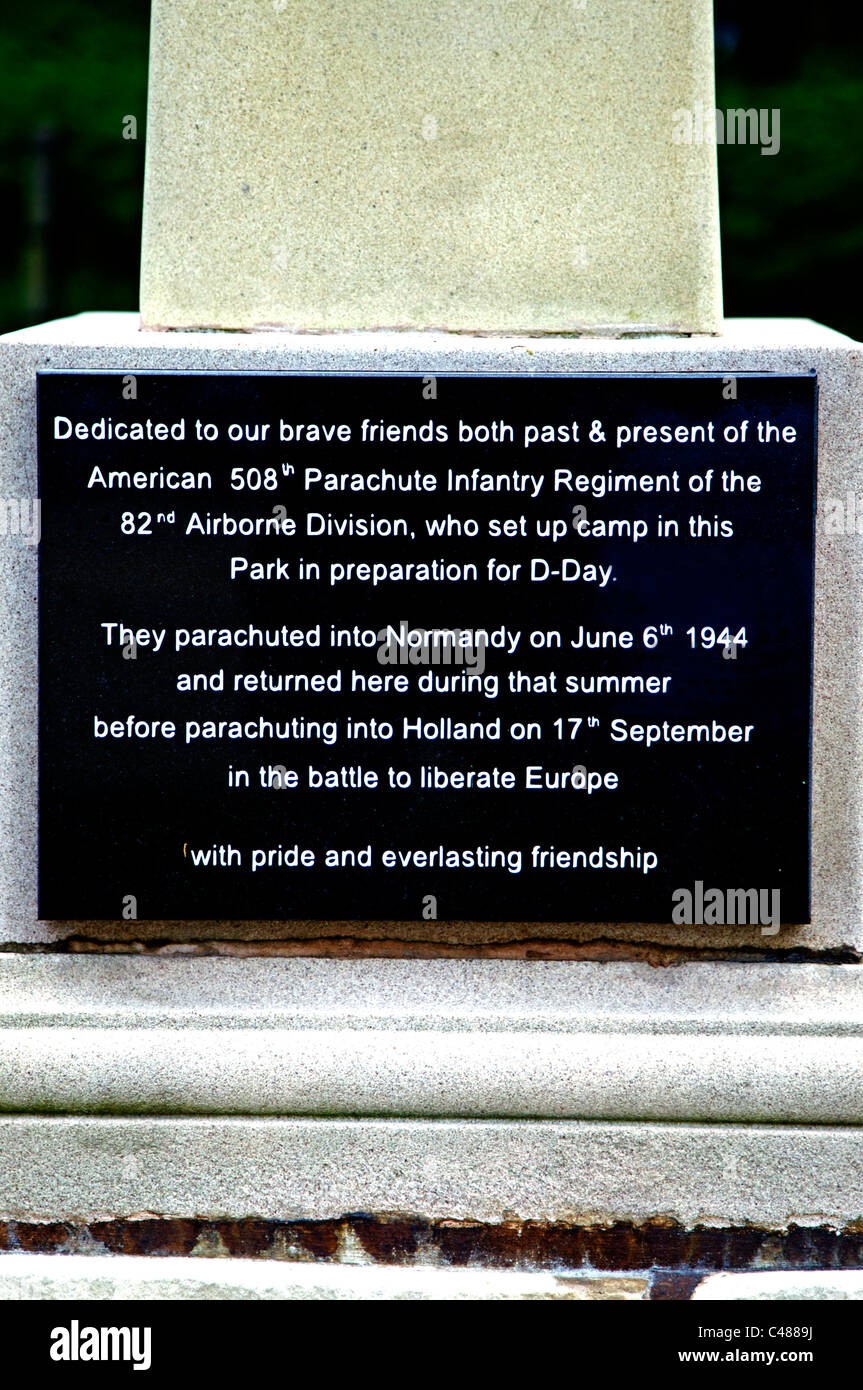 Dedicated to our brave friends both past & present of the
American 508th Parachute Infantry Regiment of the
82nd Airborne Division, who set up camp in this
Park in preparation for D-Day.
They parachuted into Normandy on June 6th 1944
and returned here during that summer
before parachuting into Holland on 17th September
in the battle to liberate Europe
with pride and everlasting friendship
alamy
alamy
a
alamy
Image ID: C4889J
www.alamy.com